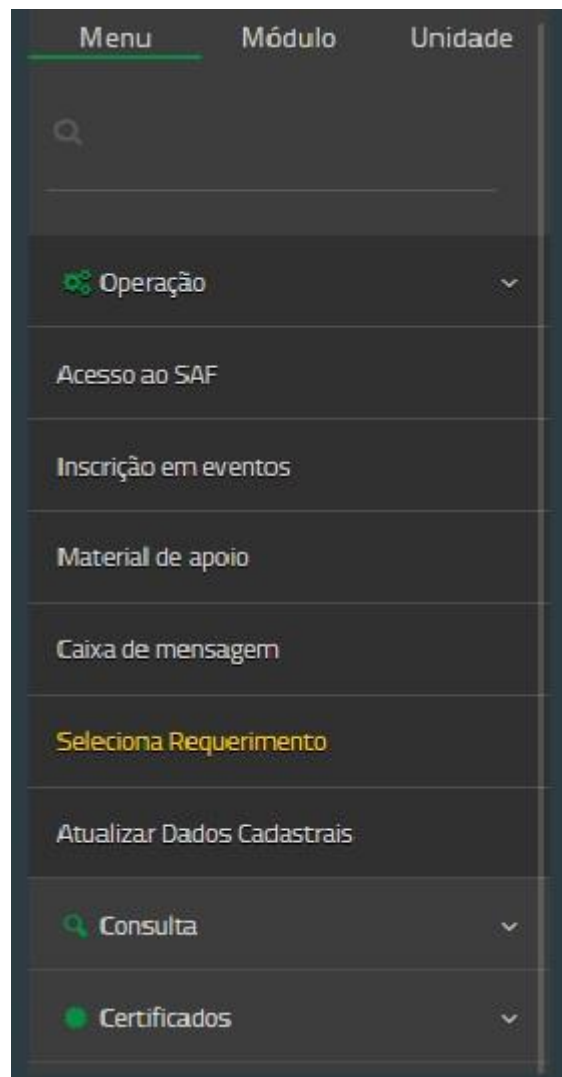 Menu Módulo Unidade
Operação
Acesso ao SAF
Inscrição em eventos
Material de apoio
Caixa de mensagem
Seleciona Requerimento
Atualizar Dados Cadastrais
Consulta
Certificados